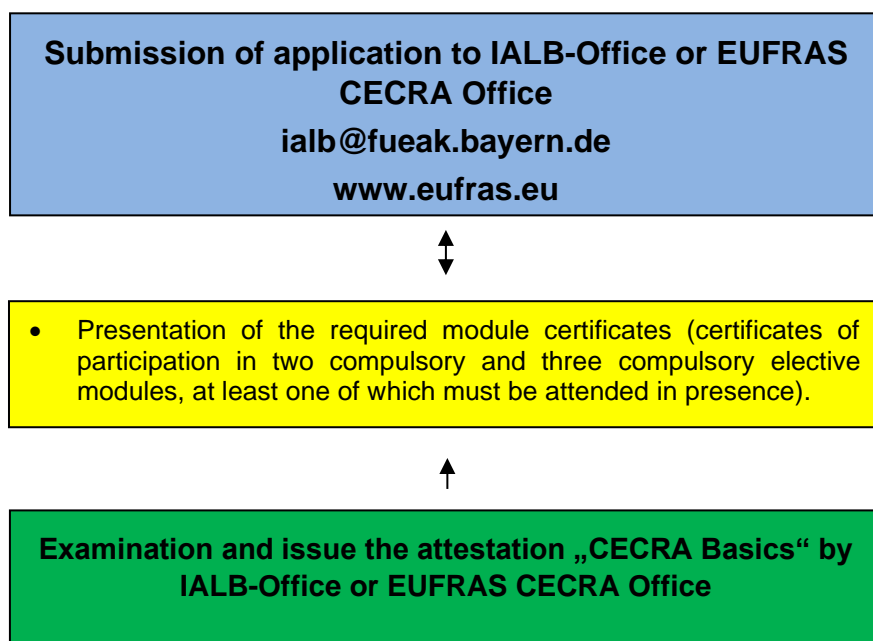 Submission of application to IALB-Office or EUFRAS
CECRA Office
ialb@fueak.bayern.de
www.eufras.eu
• Presentation of the required module certificates (certificates of
participation in two compulsory and three compulsory elective
modules, at least one of which must be attended in presence).
Examination and issue the attestation „CECRA Basics“ by
IALB-Office or EUFRAS CECRA Office